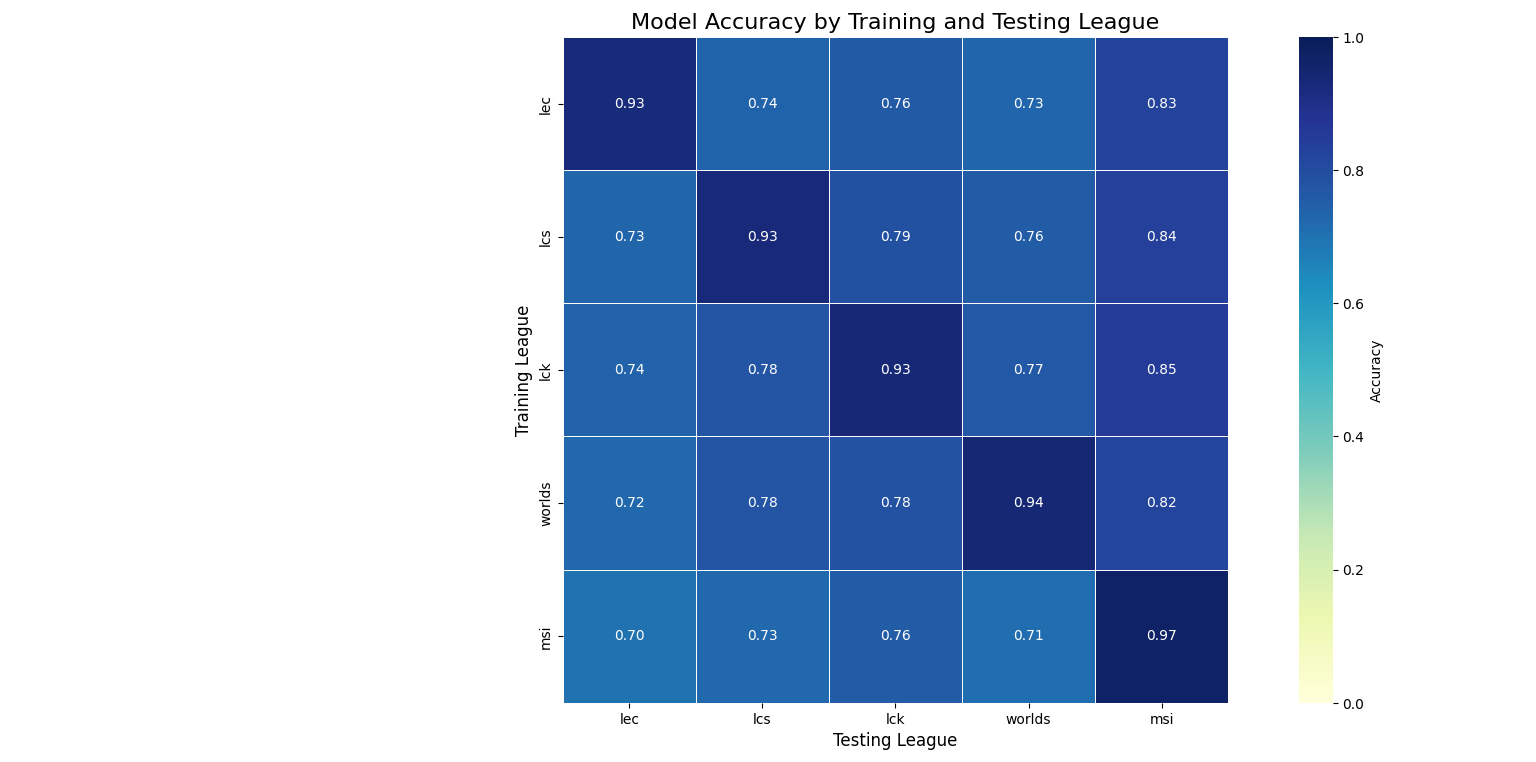 Model Accuracy by Training and Testing League
lec 0.93 0.74 0.76 0.73 0.83
lcs 0.73 0.93 0.79 0.76 0.84
lck 0.74 0.78 0.93 0.77 0.85
worlds 0.72 0.78 0.78 0.94 0.82
msi 0.70 0.73 0.76 0.71 0.97
lec lcs lck worlds msi
Training League
Testing League
1.0
0.8
0.6
0.4
0.2
0.0
Accuracy